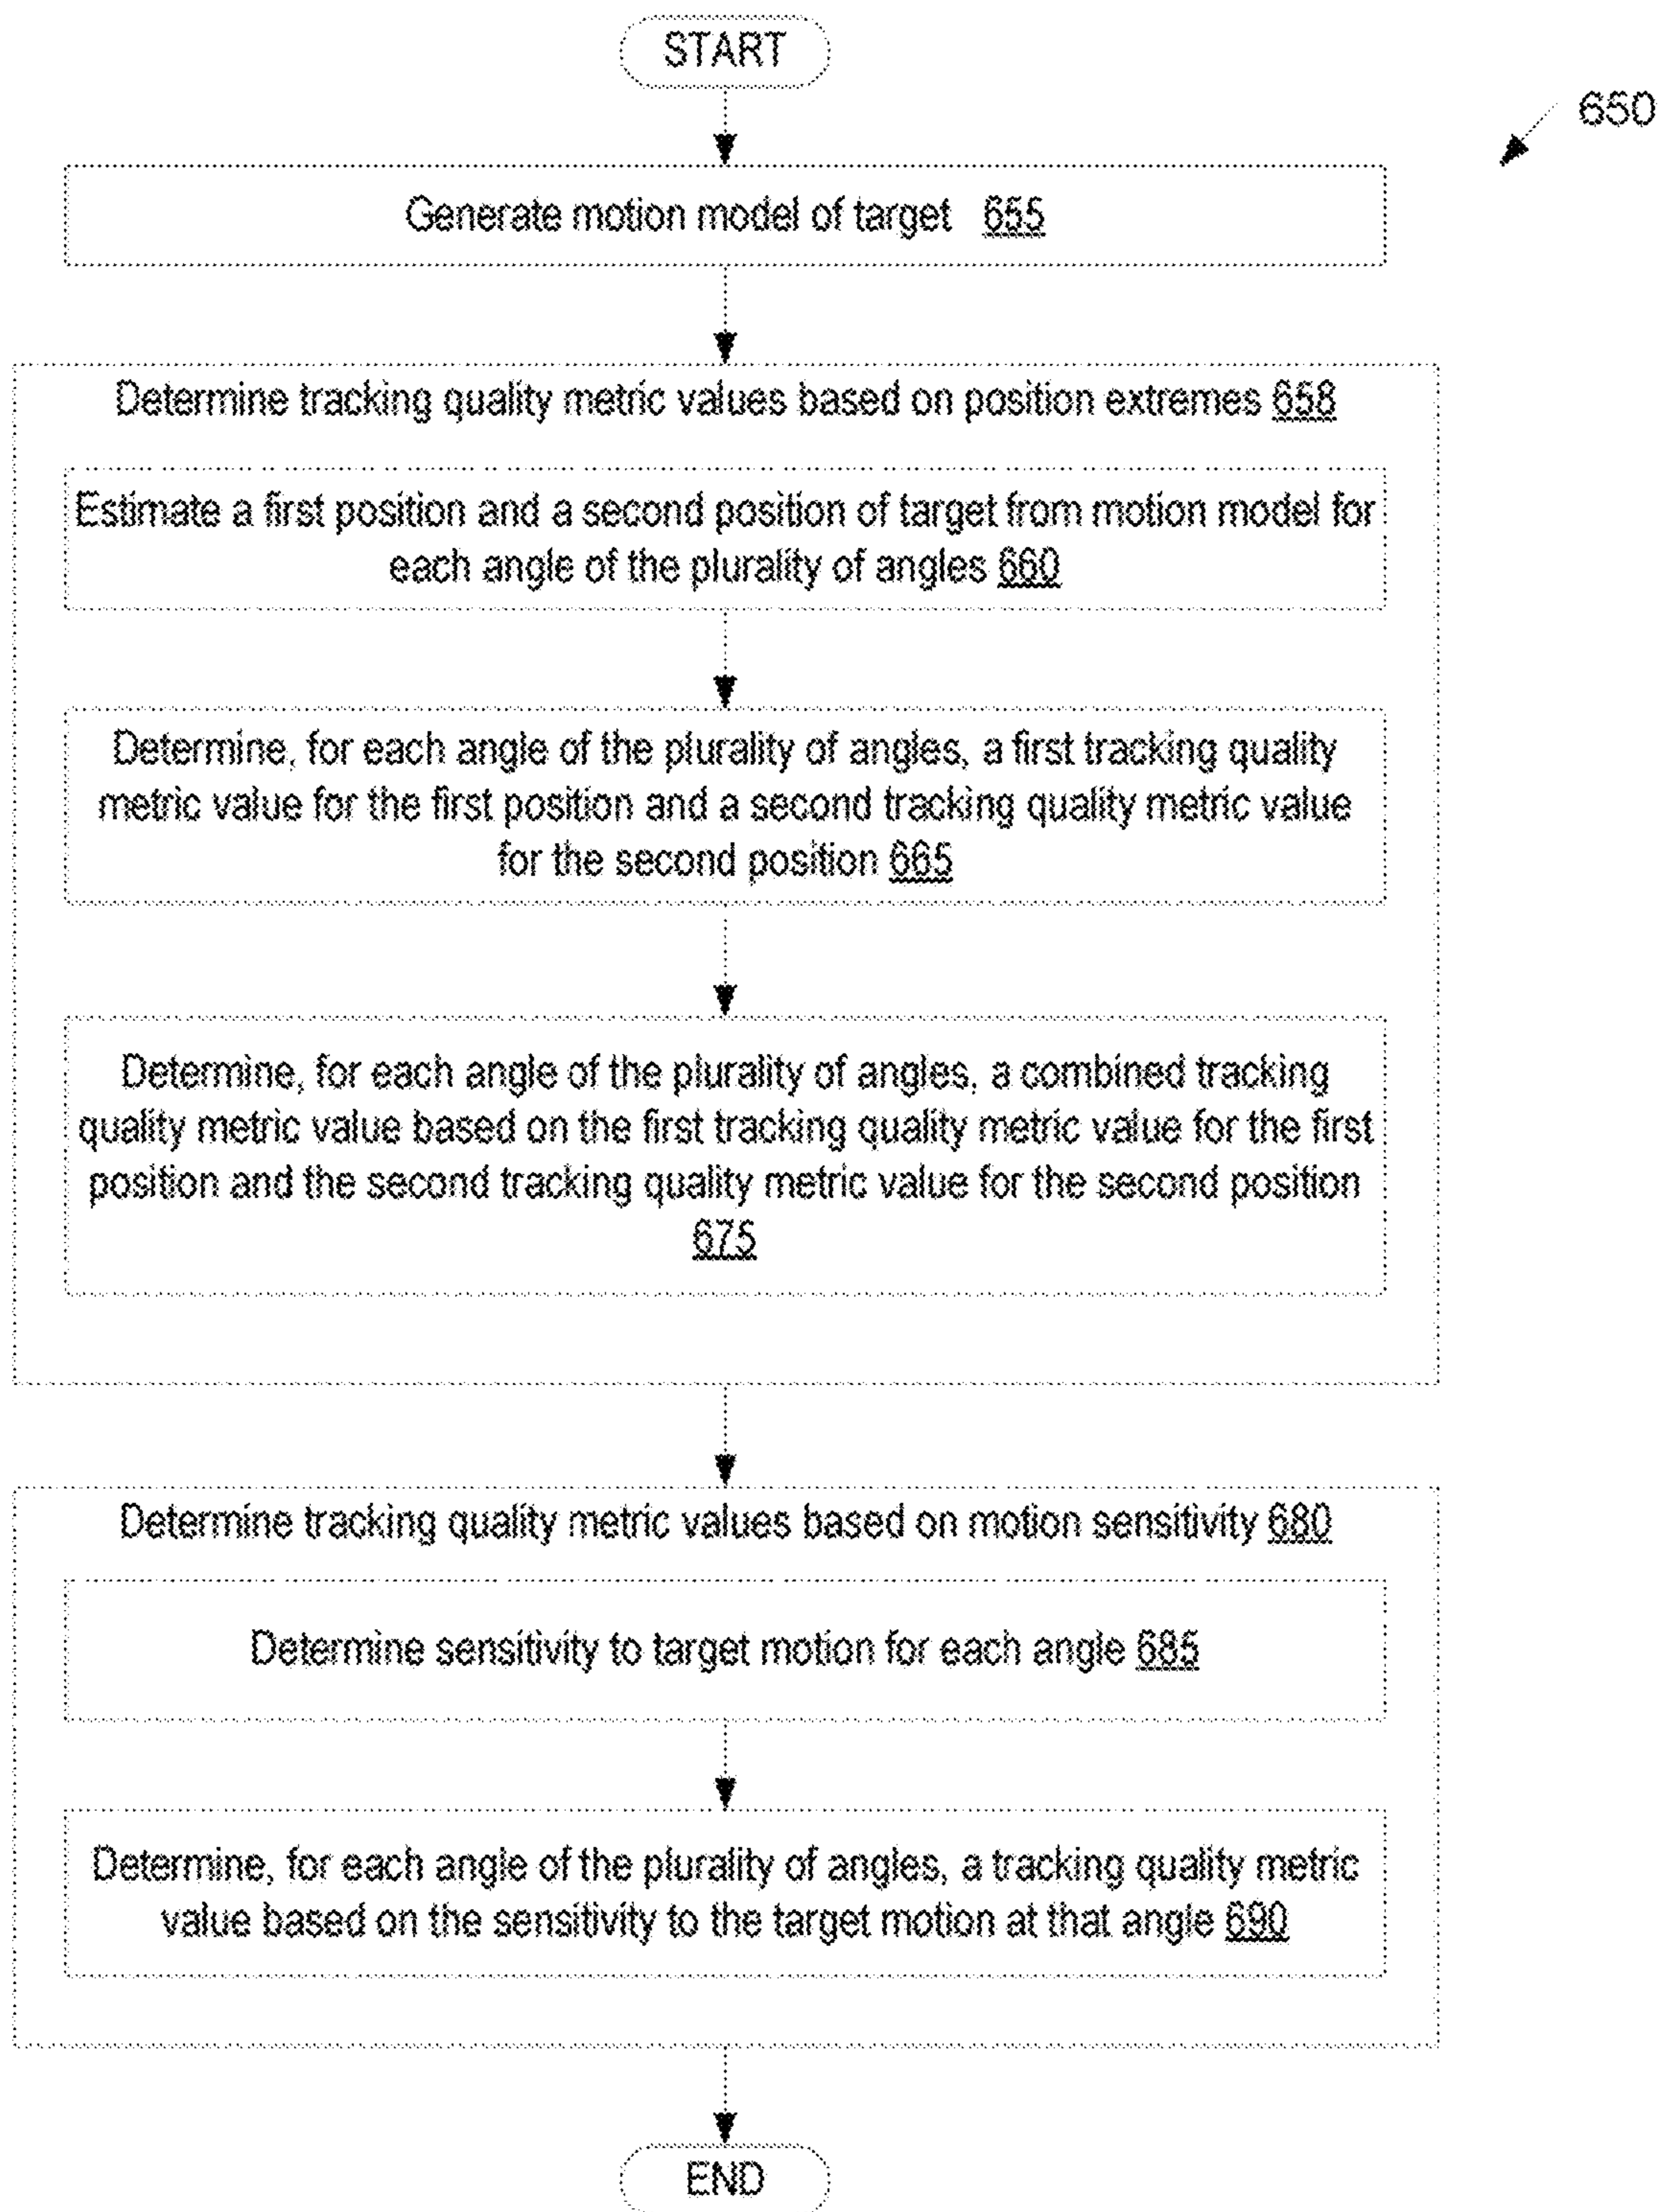 START
650
Generate motion model of target 655
Determine tracking quality metric values based on position extremes 658
Estimate a first position and a second position of target from motion model for
each angle of the plurality of angles 660
Determine, for each angle of the plurality of angles, a first tracking quality
metric value for the first position and a second tracking quality metric value
for the second position 665
Determine, for each angle of the plurality of angles, a combined tracking
quality metric value based on the first tracking quality metric value for the first
position and the second tracking quality metric value for the second position
675
Determine tracking quality metric values based on motion sensitivity 680
Determine sensitivity to target motion for each angle 685
Determine, for each angle of the plurality of angles, a tracking quality metric
value based on the sensitivity to the target motion at that angle 690
END